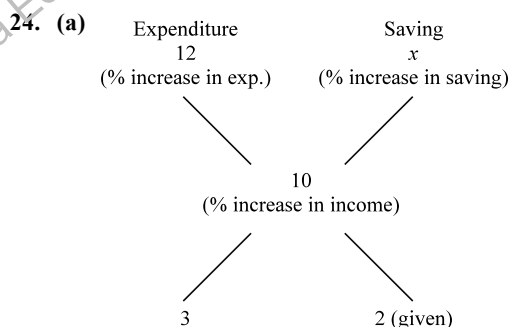 24. (a)
Expenditure Saving
12 x
(% increase in exp.) (% increase in saving)
10
(% increase in income)
3 2 (given)